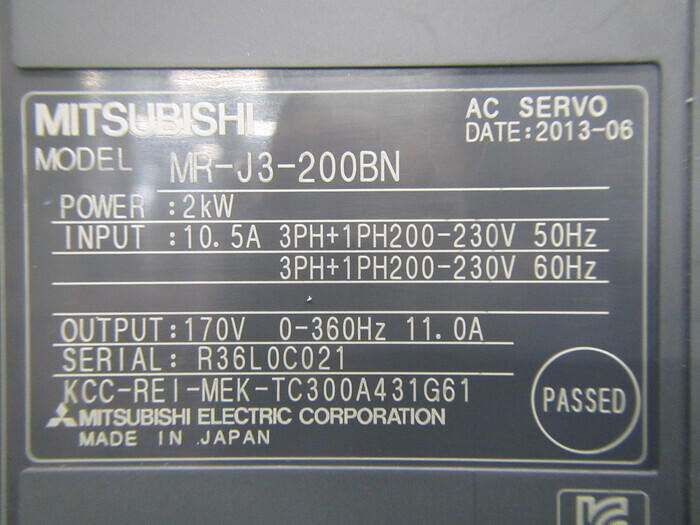 MITSUBISHI
AC SERVO
DATE:2013-06
MODEL MR-J3-200BN
POWER :2kW
INPUT :10.5A 3PH+1PH200-230V 50Hz
3PH+1PH200-230V 60Hz
OUTPUT:170V 0-360Hz 11.0A
SERIAL: R36L0C021
KCC-REI-MEK-TC300A431G61
MITSUBISHI ELECTRIC CORPORATION
MADE IN JAPAN
PASSED